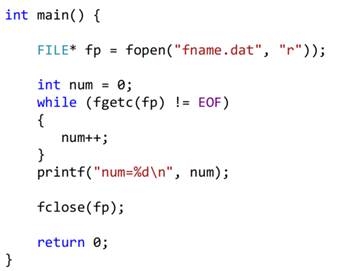 int main() {
FILE* fp = fopen("fname.dat", "r"));
int num = 0;
while (fgetc(fp) != EOF)
{
num++;
}
printf("num=%d\n", num);
fclose(fp);
return 0;
}